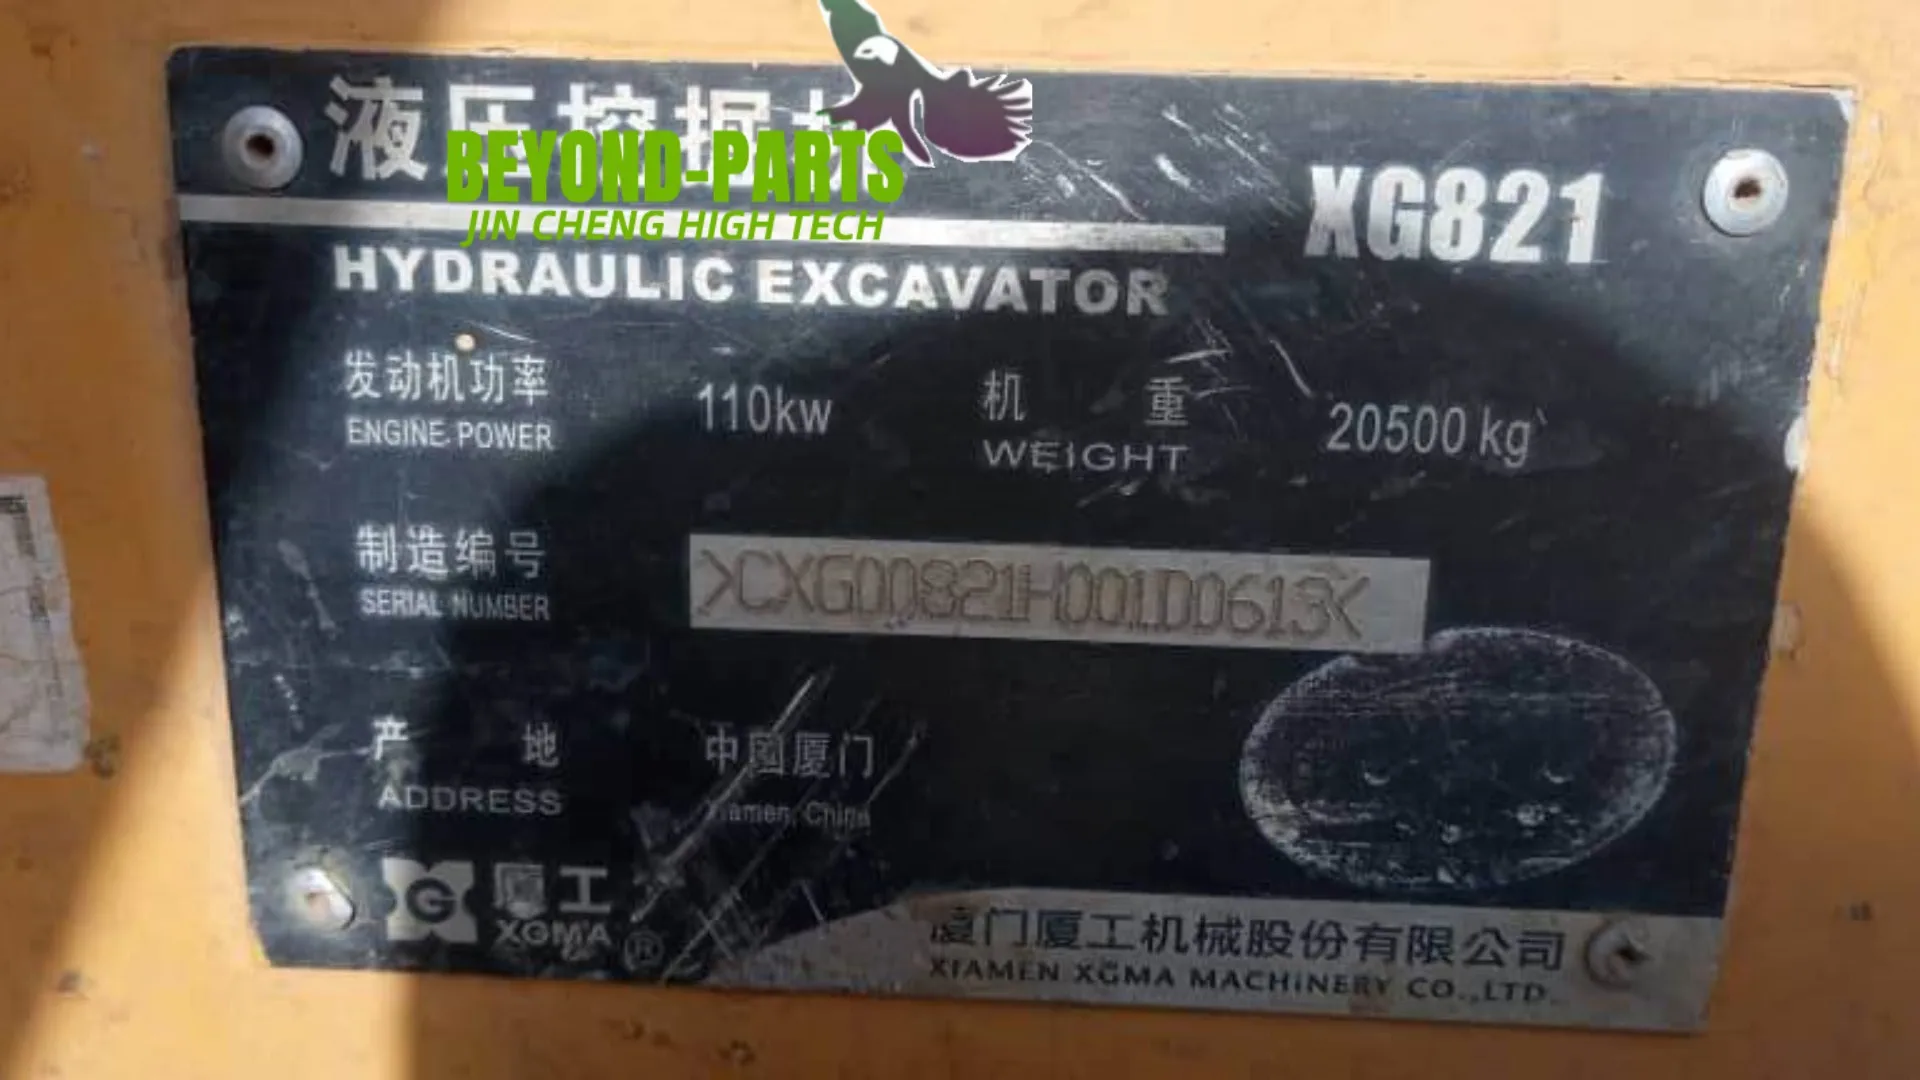 液压挖掘机
BEYOND-PARTS
JIN CHENG HIGH TECH
XG821
HYDRAULIC EXCAVATOR
发动机功率 110kw 机 重 20500 kg
ENGINE POWER WEIGHT
制造编号
SERIAL NUMBER
CXG00821H001D0613
产 地 中国厦门
ADDRESS Xiamen, China
G 厦工
XGMA ®
厦门厦工机械股份有限公司
XIAMEN XGMA MACHINERY CO.,LTD.